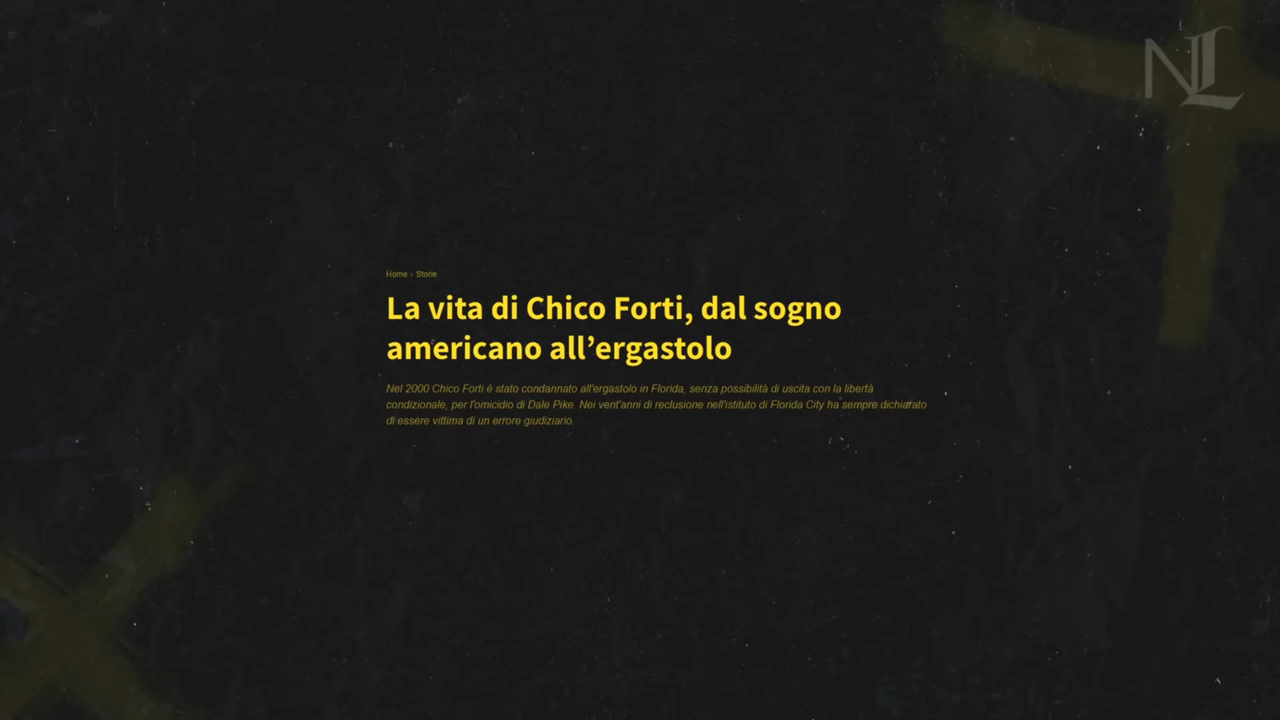 NL
Home › Storie
La vita di Chico Forti, dal sogno
americano all’ergastolo
Nel 2000 Chico Forti è stato condannato all'ergastolo in Florida, senza possibilità di uscita con la libertà
condizionale, per l'omicidio di Dale Pike. Nei vent'anni di reclusione nell'istituto di Florida City ha sempre dichiarato
di essere vittima di un errore giudiziario.